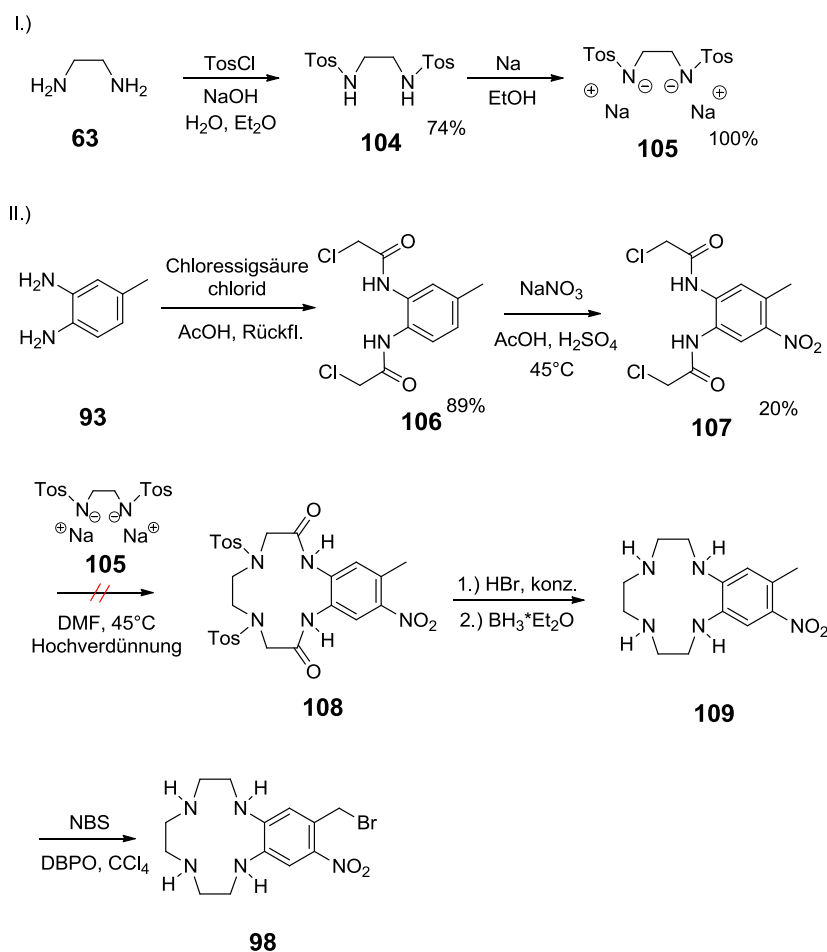 I.)
TosCl
NaOH
H₂O, Et₂O
H₂N NH₂
63
Tos Tos
N N
H H
104 74%
Na
EtOH
Tos Tos
N ⊖ ⊖ N
⊕ ⊕
Na Na
105 100%
II.)
H₂N
H₂N
93
Chloressigsäure
chlorid
AcOH, Rückfl.
Cl O
NH
HN
Cl O
106 89%
NaNO₃
AcOH, H₂SO₄
45°C
Cl O
NH
HN NO₂
Cl O
107 20%
Tos Tos
N ⊖ ⊖ N
⊕ Na Na ⊕
105
DMF, 45°C
Hochverdünnung
O
Tos H
N N
N N NO₂
Tos H
O
108
1.) HBr, konz.
2.) BH₃*Et₂O
H H
N N
N N NO₂
H H
109
NBS
DBPO, CCl₄
H H
N N Br
N N NO₂
H H
98